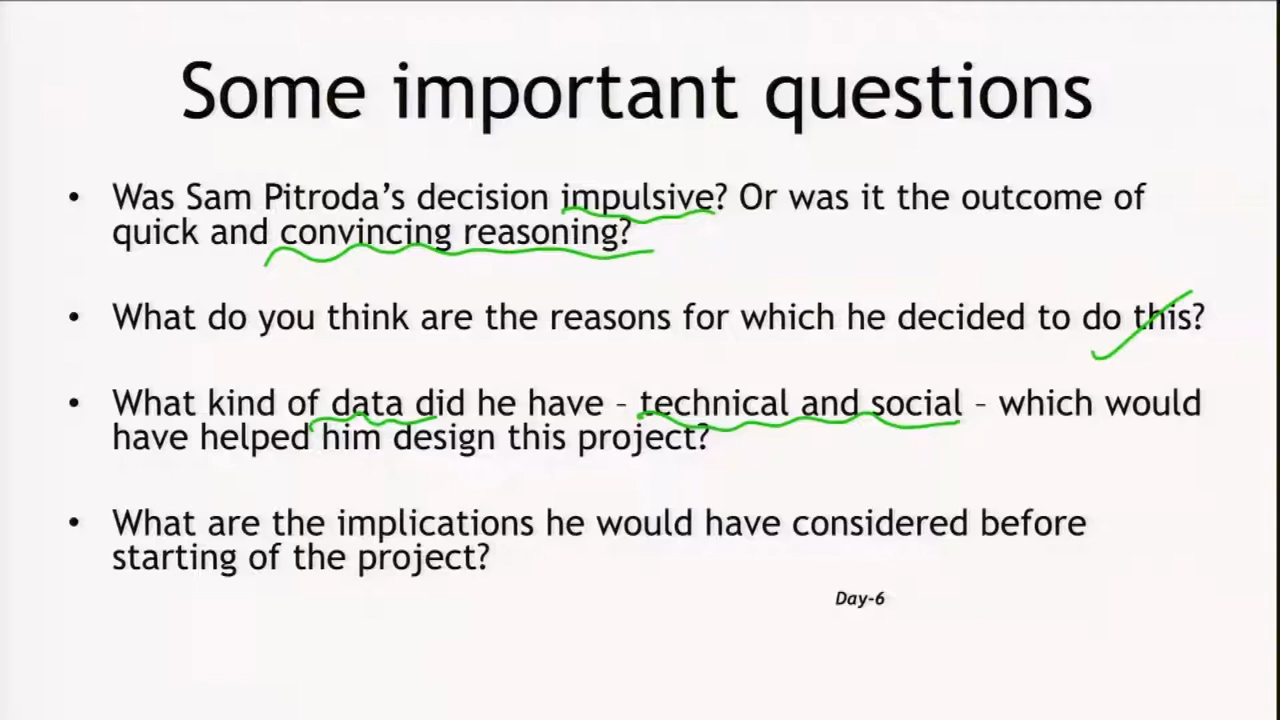 Some important questions
• Was Sam Pitroda’s decision impulsive? Or was it the outcome of
quick and convincing reasoning?
• What do you think are the reasons for which he decided to do this?
• What kind of data did he have – technical and social – which would
have helped him design this project?
• What are the implications he would have considered before
starting of the project?
Day-6